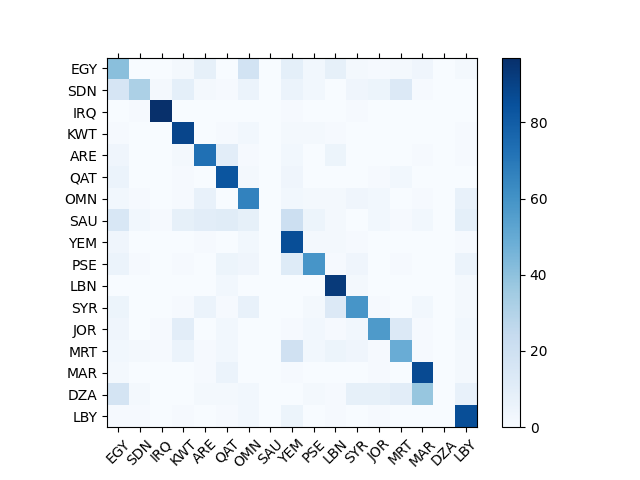 EGY
SDN
IRQ
KWT
ARE
QAT
OMN
SAU
YEM
PSE
LBN
SYR
JOR
MRT
MAR
DZA
LBY
EGY SDN IRQ KWT ARE QAT OMN SAU YEM PSE LBN SYR JOR MRT MAR DZA LBY
80
60
40
20
0